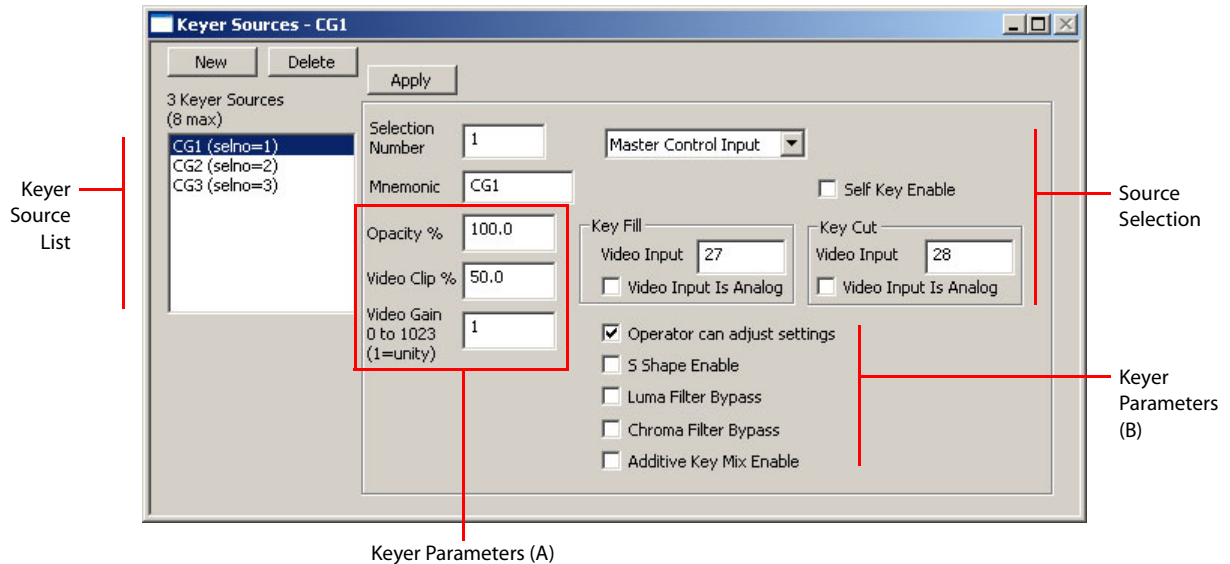 Keyer Sources - CG1
New
Delete
Apply
3 Keyer Sources
(8 max)
CG1 (selno=1)
CG2 (selno=2)
CG3 (selno=3)
Selection
Number
1
Master Control Input
Mnemonic
CG1
Self Key Enable
Opacity %
100.0
Video Clip %
50.0
Video Gain
0 to 1023
(1=unity)
1
Key Fill
Video Input
27
Video Input Is Analog
Key Cut
Video Input
28
Video Input Is Analog
Operator can adjust settings
S Shape Enable
Luma Filter Bypass
Chroma Filter Bypass
Additive Key Mix Enable
Keyer
Source
List
Source
Selection
Keyer
Parameters
(B)
Keyer Parameters (A)